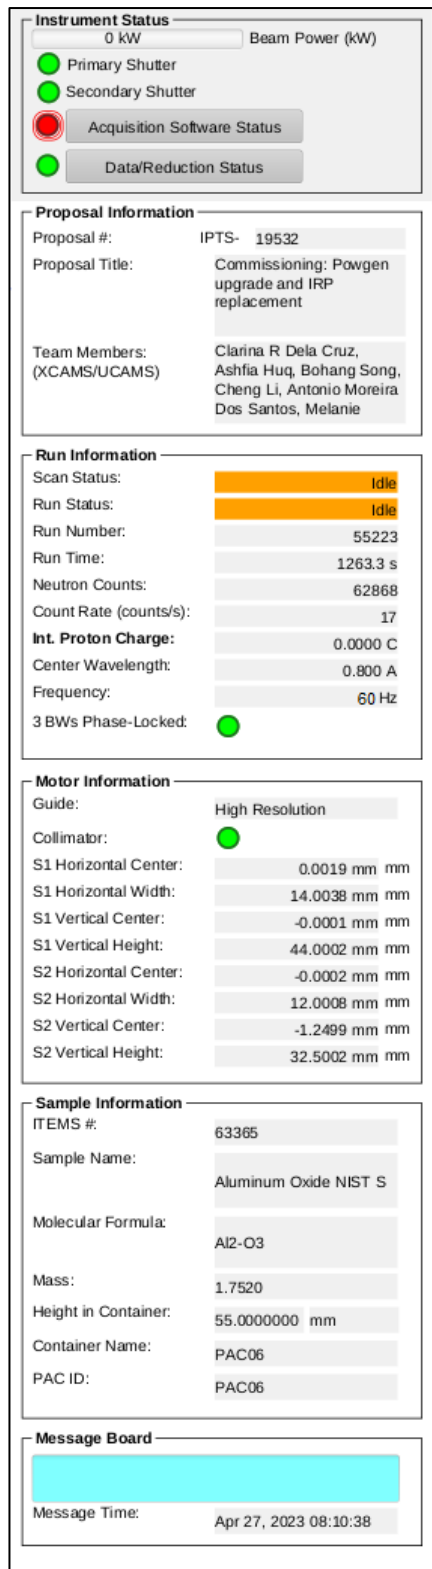 Instrument Status
0 kW Beam Power (kW)
Primary Shutter
Secondary Shutter
Acquisition Software Status
Data/Reduction Status
Proposal Information
Proposal #: IPTS- 19532
Proposal Title: Commissioning: Powgen
upgrade and IRP
replacement
Team Members: Clarina R Dela Cruz,
(XCAMS/UCAMS) Ashfia Huq, Bohang Song,
Cheng Li, Antonio Moreira
Dos Santos, Melanie
Run Information
Scan Status: Idle
Run Status: Idle
Run Number: 55223
Run Time: 1263.3 s
Neutron Counts: 62868
Count Rate (counts/s): 17
Int. Proton Charge: 0.0000 C
Center Wavelength: 0.800 A
Frequency: 60 Hz
3 BWs Phase-Locked:
Motor Information
Guide: High Resolution
Collimator:
S1 Horizontal Center: 0.0019 mm mm
S1 Horizontal Width: 14.0038 mm mm
S1 Vertical Center: -0.0001 mm mm
S1 Vertical Height: 44.0002 mm mm
S2 Horizontal Center: -0.0002 mm mm
S2 Horizontal Width: 12.0008 mm mm
S2 Vertical Center: -1.2499 mm mm
S2 Vertical Height: 32.5002 mm mm
Sample Information
ITEMS #: 63365
Sample Name: Aluminum Oxide NIST S
Molecular Formula: Al2-O3
Mass: 1.7520
Height in Container: 55.0000000 mm
Container Name: PAC06
PAC ID: PAC06
Message Board
Message Time: Apr 27, 2023 08:10:38